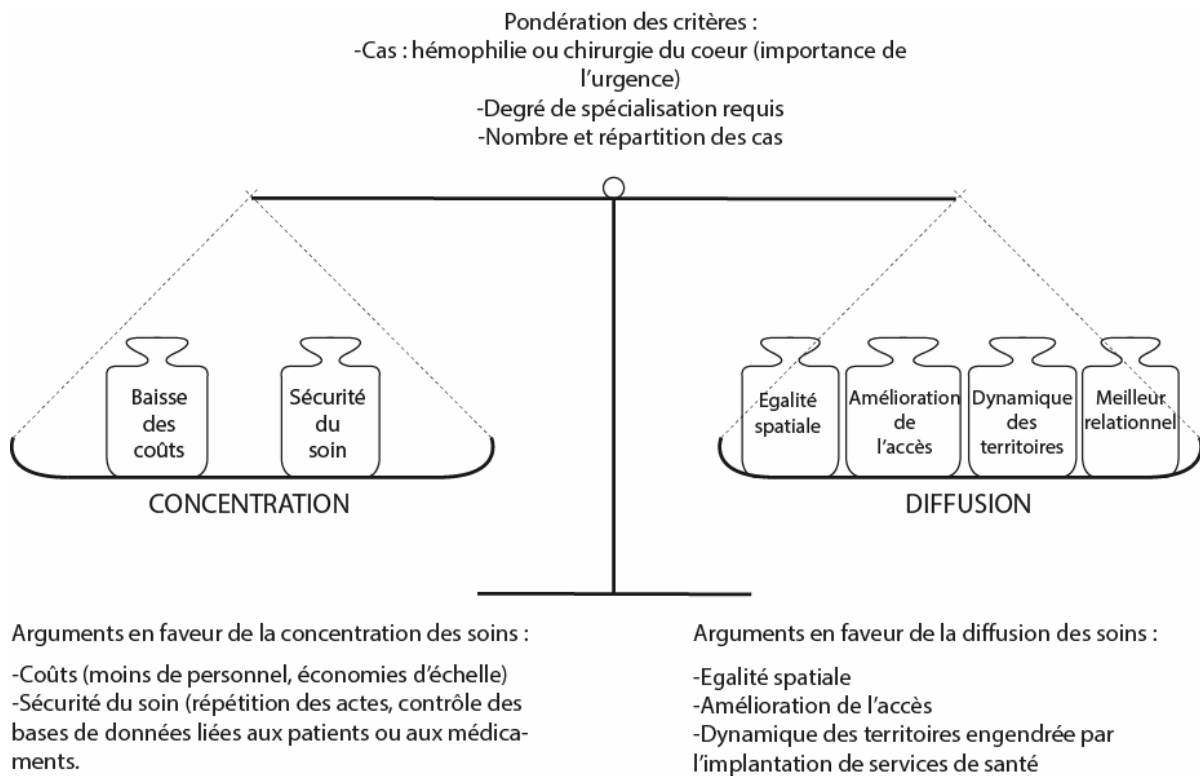 Pondération des critères :
-Cas : hémophilie ou chirurgie du coeur (importance de
l'urgence)
-Degré de spécialisation requis
-Nombre et répartition des cas
Baisse
des
coûts
Sécurité
du
soin
Egalité
spatiale
Amélioration
de
l'accès
Dynamique
des
territoires
Meilleur
relationnel
CONCENTRATION
DIFFUSION
Arguments en faveur de la concentration des soins :
-Coûts (moins de personnel, économies d'échelle)
-Sécurité du soin (répétition des actes, contrôle des
bases de données liées aux patients ou aux médica-
ments.
Arguments en faveur de la diffusion des soins :
-Egalité spatiale
-Amélioration de l'accès
-Dynamique des territoires engendrée par
l'implantation de services de santé